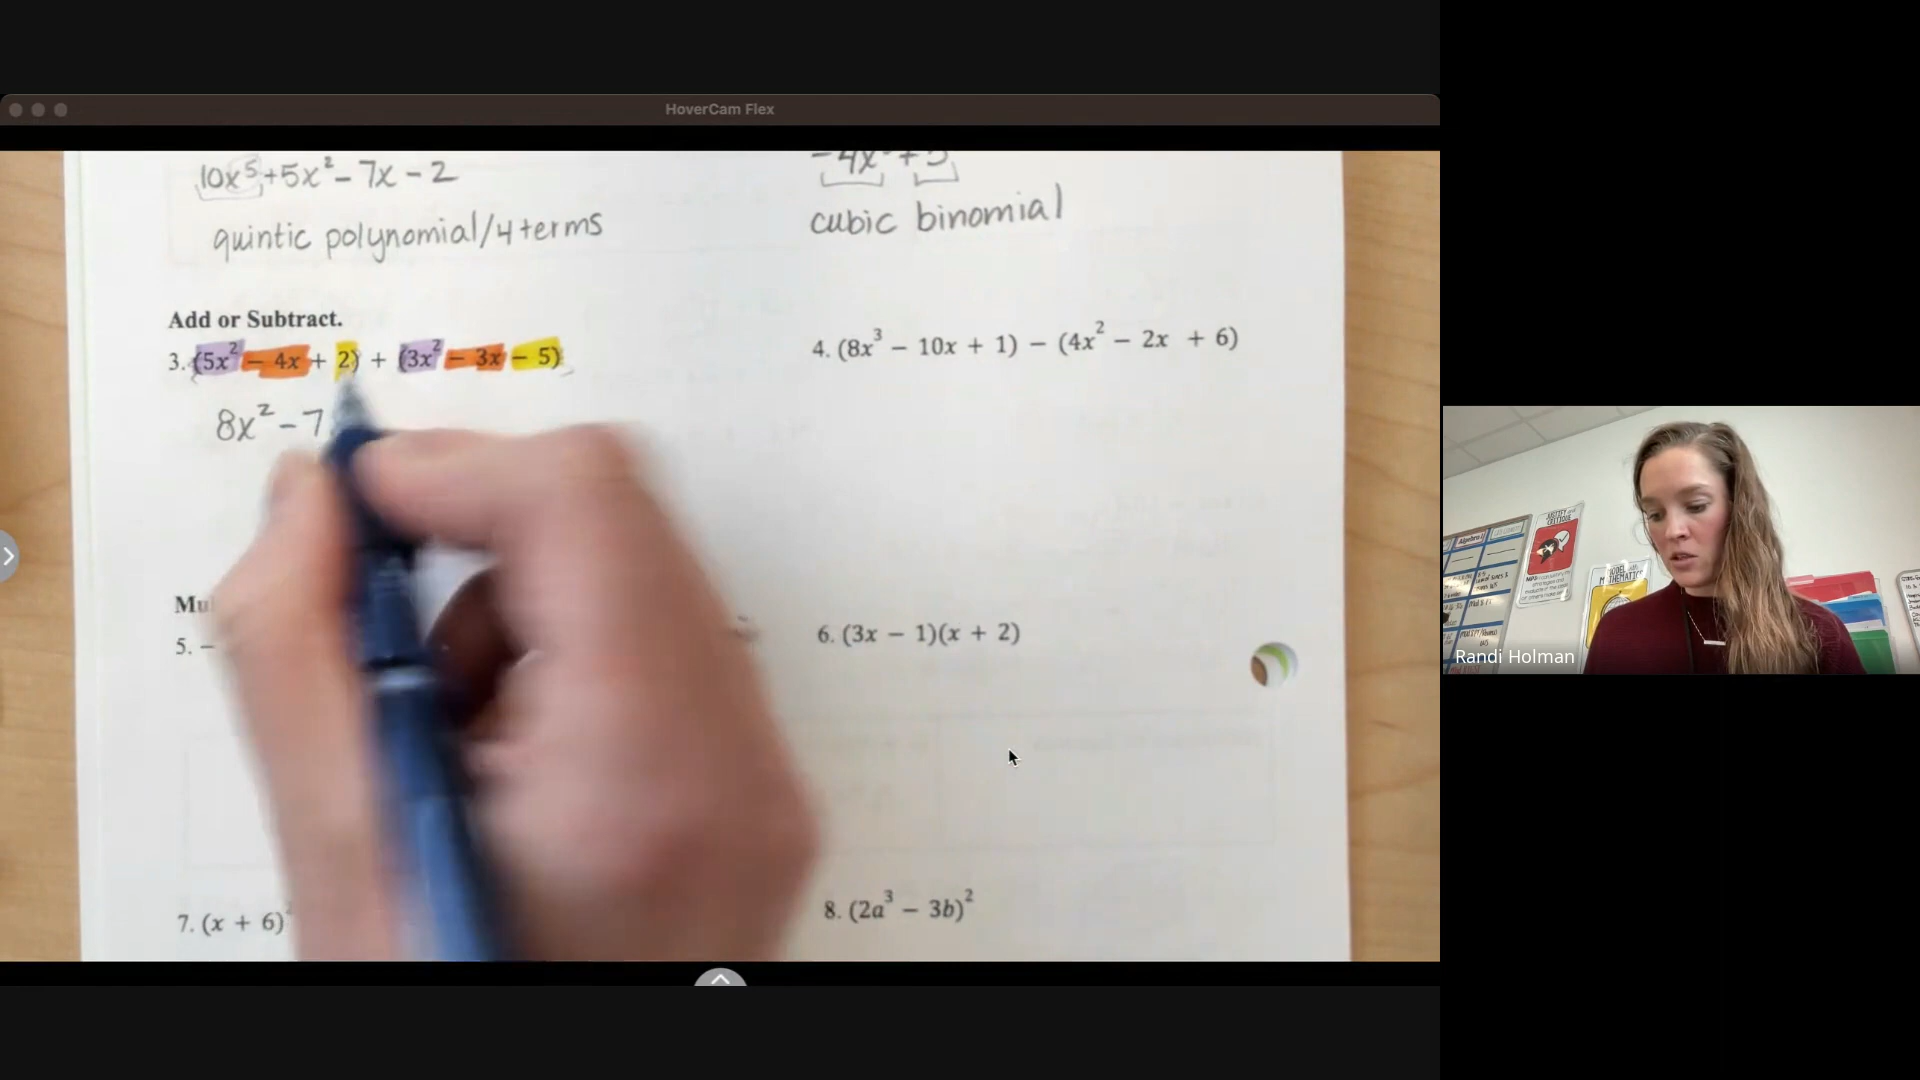 HoverCam Flex
10x⁵+5x² – 7x – 2
quintic polynomial/4 terms
cubic binomial
Add or Subtract.
3. (5x² – 4x + 2) + (3x² – 3x – 5)
8x² – 7
4. (8x³ – 10x + 1) – (4x² – 2x + 6)
5. –
6. (3x – 1)(x + 2)
7. (x + 6)
8. (2a³ – 3b)²
Randi Holman